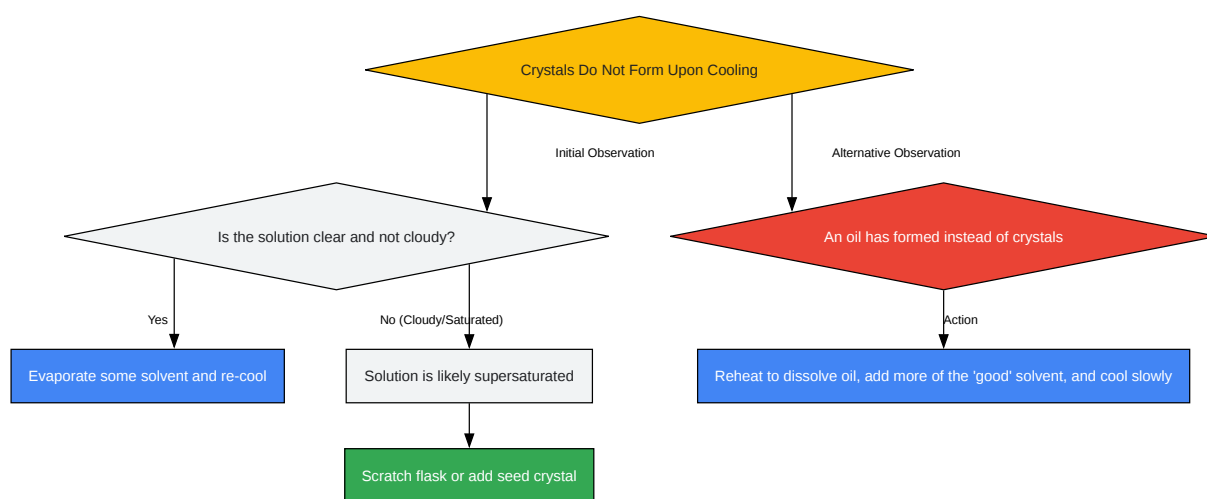 Crystals Do Not Form Upon Cooling
Initial Observation
Alternative Observation
Is the solution clear and not cloudy?
An oil has formed instead of crystals
Yes
No (Cloudy/Saturated)
Action
Evaporate some solvent and re-cool
Solution is likely supersaturated
Reheat to dissolve oil, add more of the 'good' solvent, and cool slowly
Scratch flask or add seed crystal